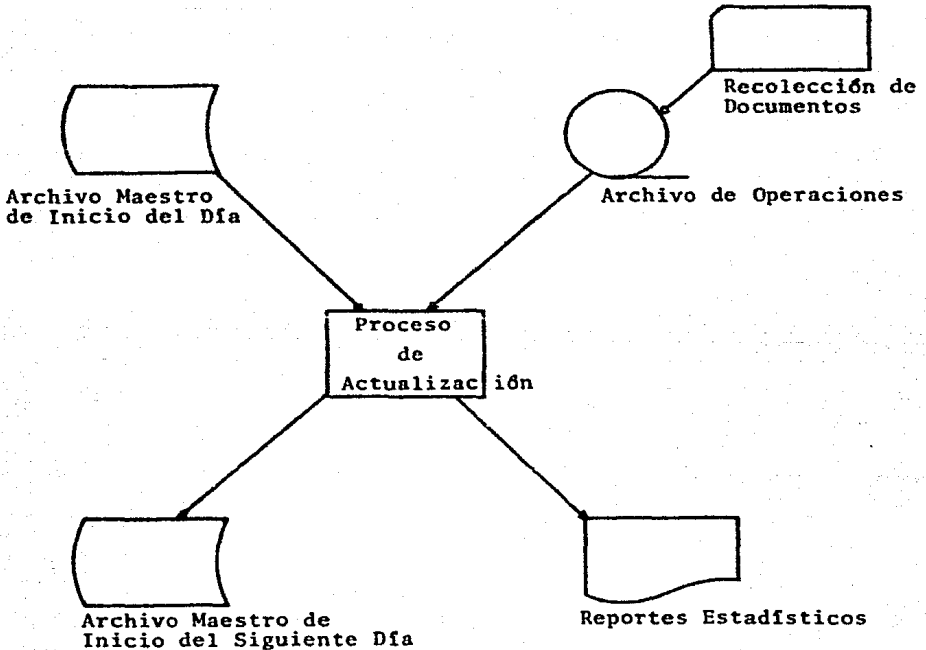 Recolección de
Documentos
Archivo Maestro
de Inicio del Día
Archivo de Operaciones
Proceso
de
Actualización
Archivo Maestro de
Inicio del Siguiente Día
Reportes Estadísticos